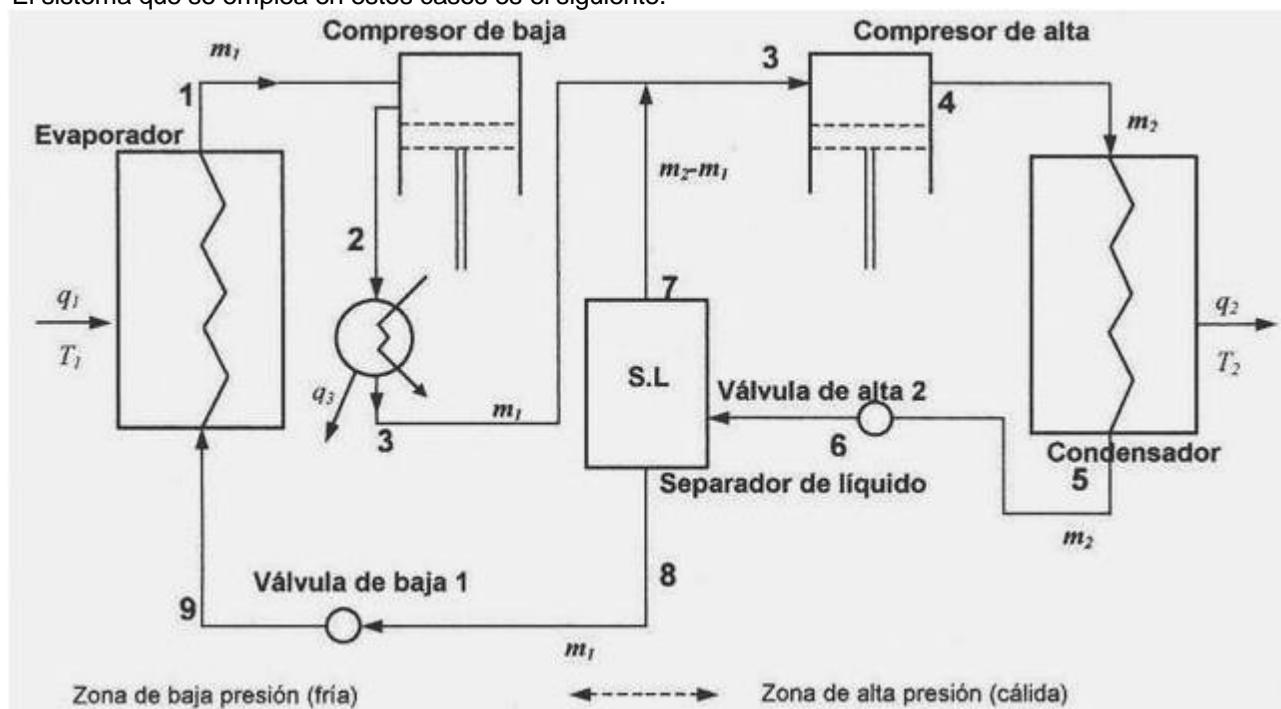 El sistema que se emplea en estos casos es el siguiente:
Compresor de baja
Compresor de alta
m1
1
3
4
m2
Evaporador
m2-m1
2
7
q1
T1
q3
S.L
Válvula de alta 2
q2
T2
3
m1
6
Condensador
5
Separador de líquido
m2
8
Válvula de baja 1
9
m1
Zona de baja presión (fría)
Zona de alta presión (cálida)